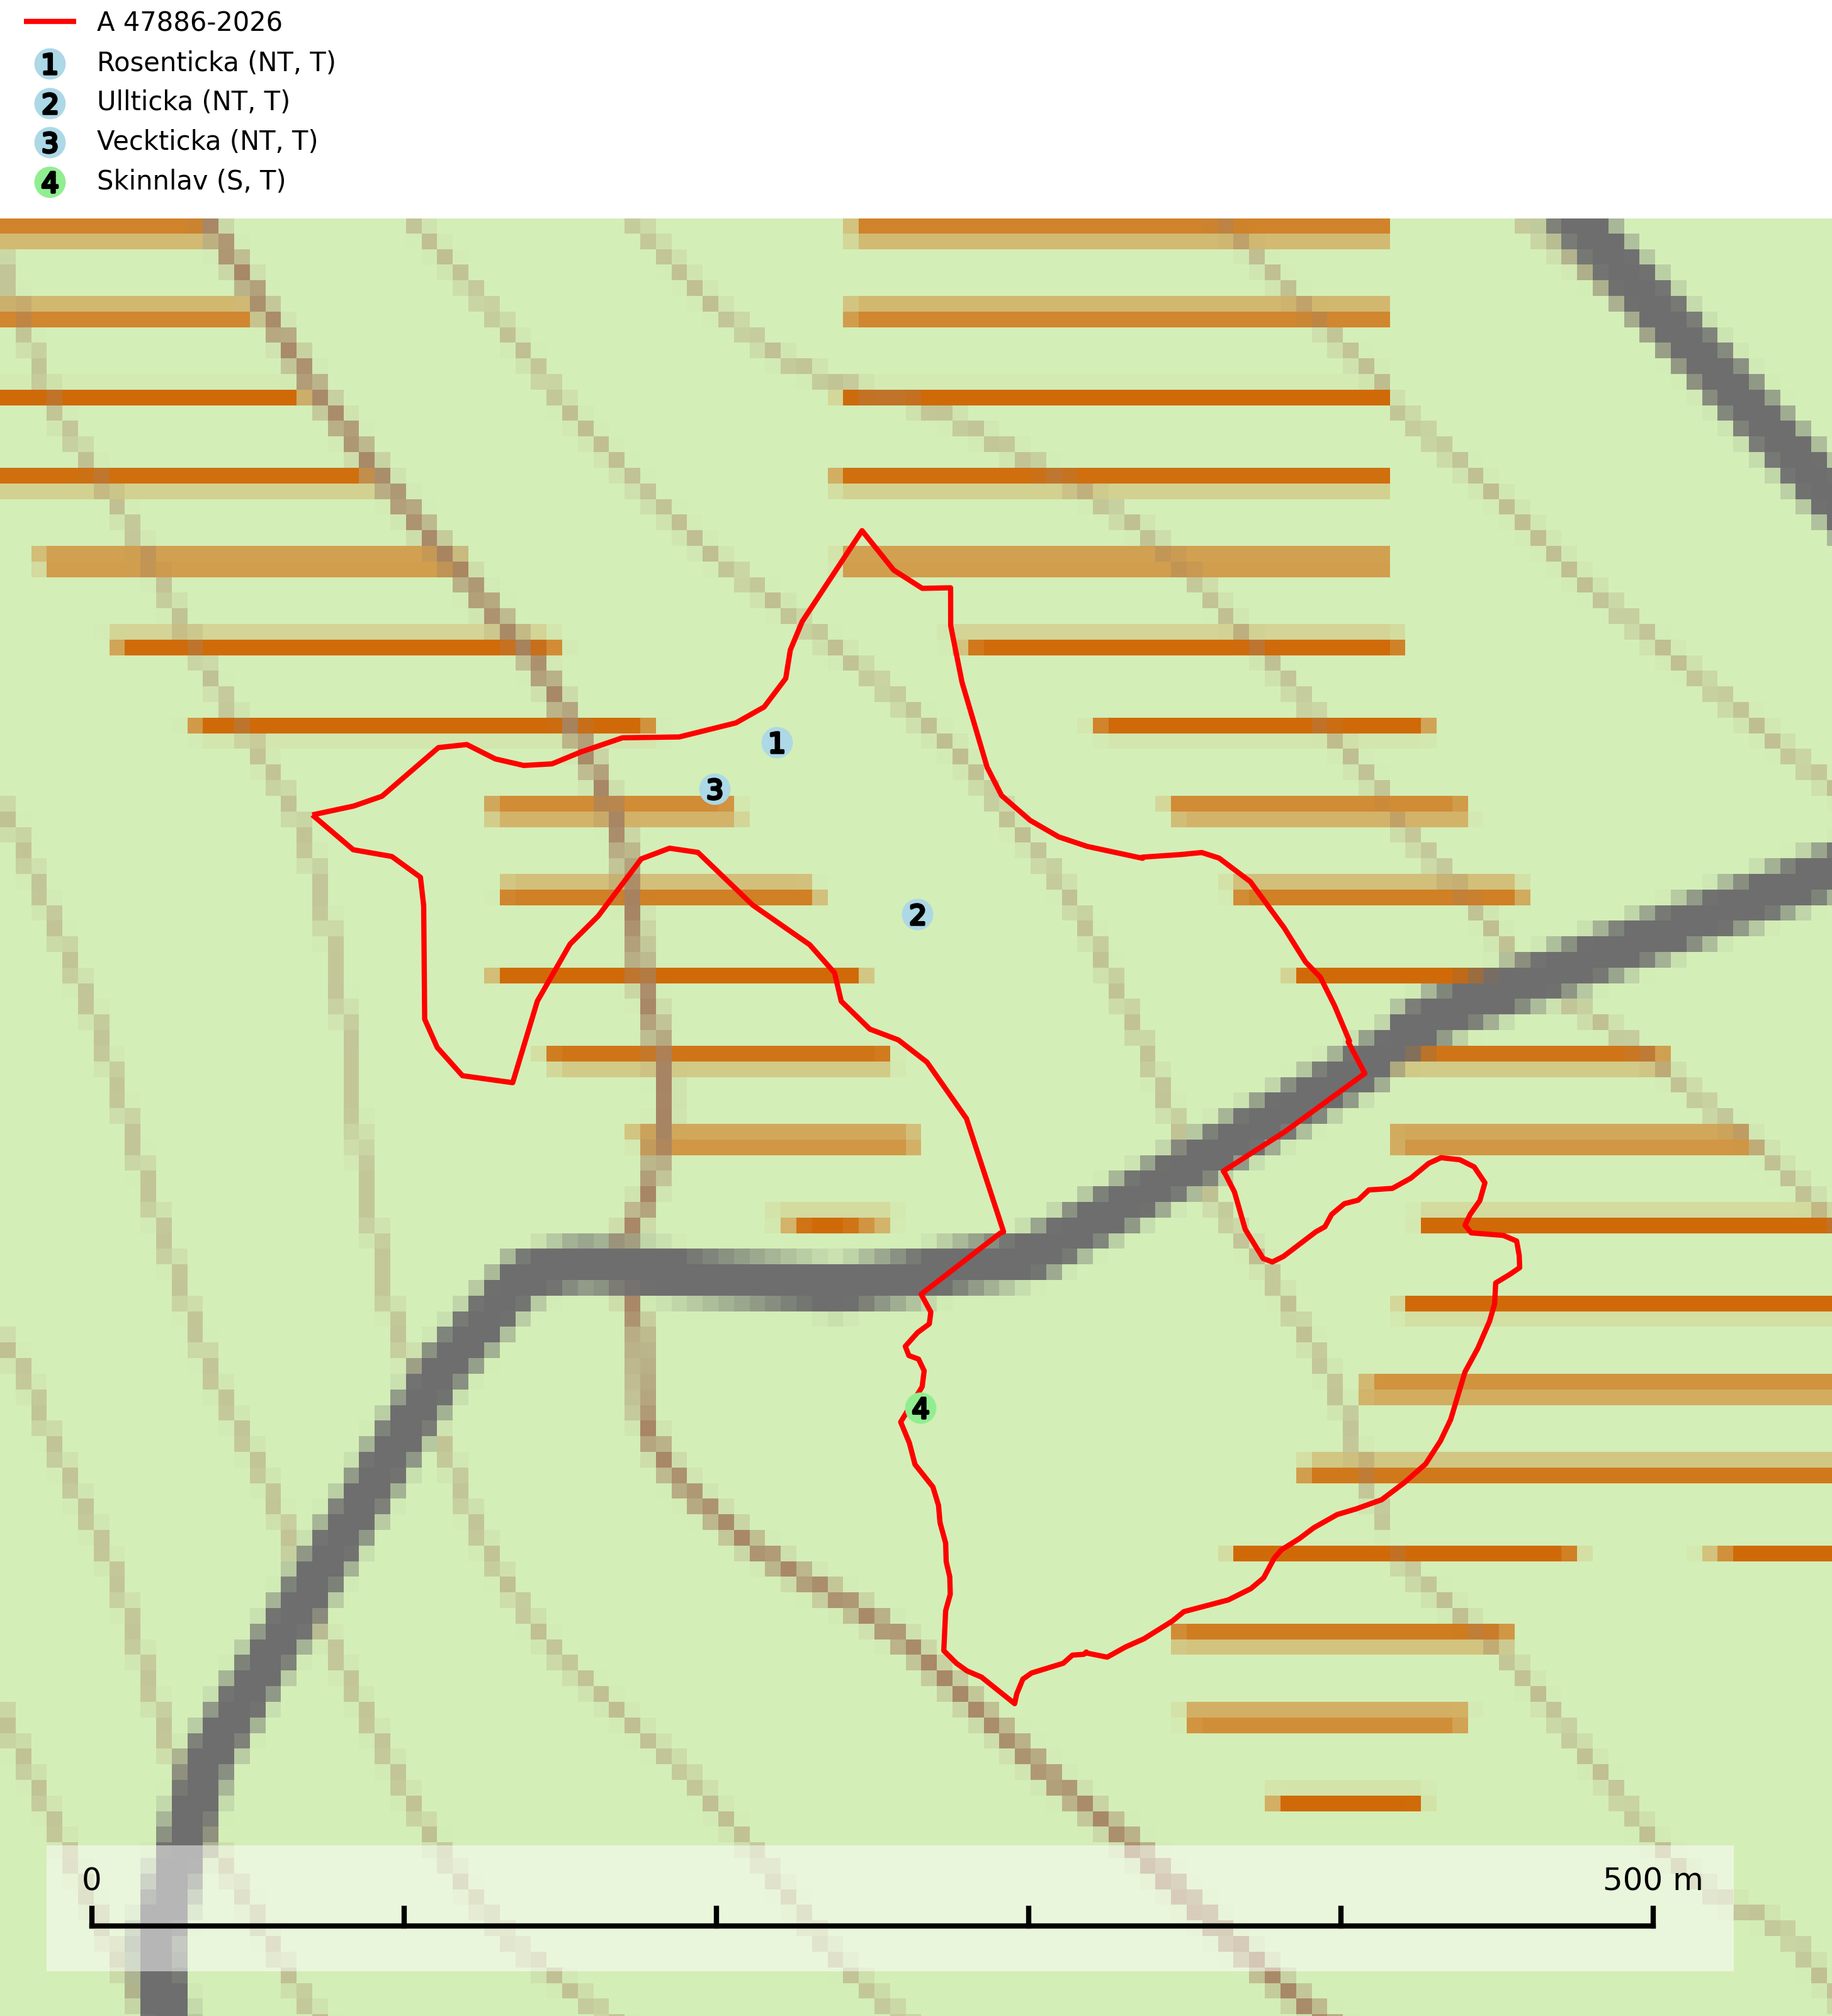 A 47886-2026
1 Rosenticka (NT, T)
2 Ullticka (NT, T)
3 Veckticka (NT, T)
4 Skinnlav (S, T)
1
3
2
4
0 500 m